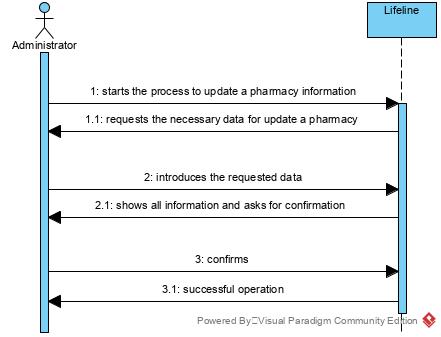 Administrator
Lifeline
1: starts the process to update a pharmacy information
1.1: requests the necessary data for update a pharmacy
2: introduces the requested data
2.1: shows all information and asks for confirmation
3: confirms
3.1: successful operation
Powered By Visual Paradigm Community Edition